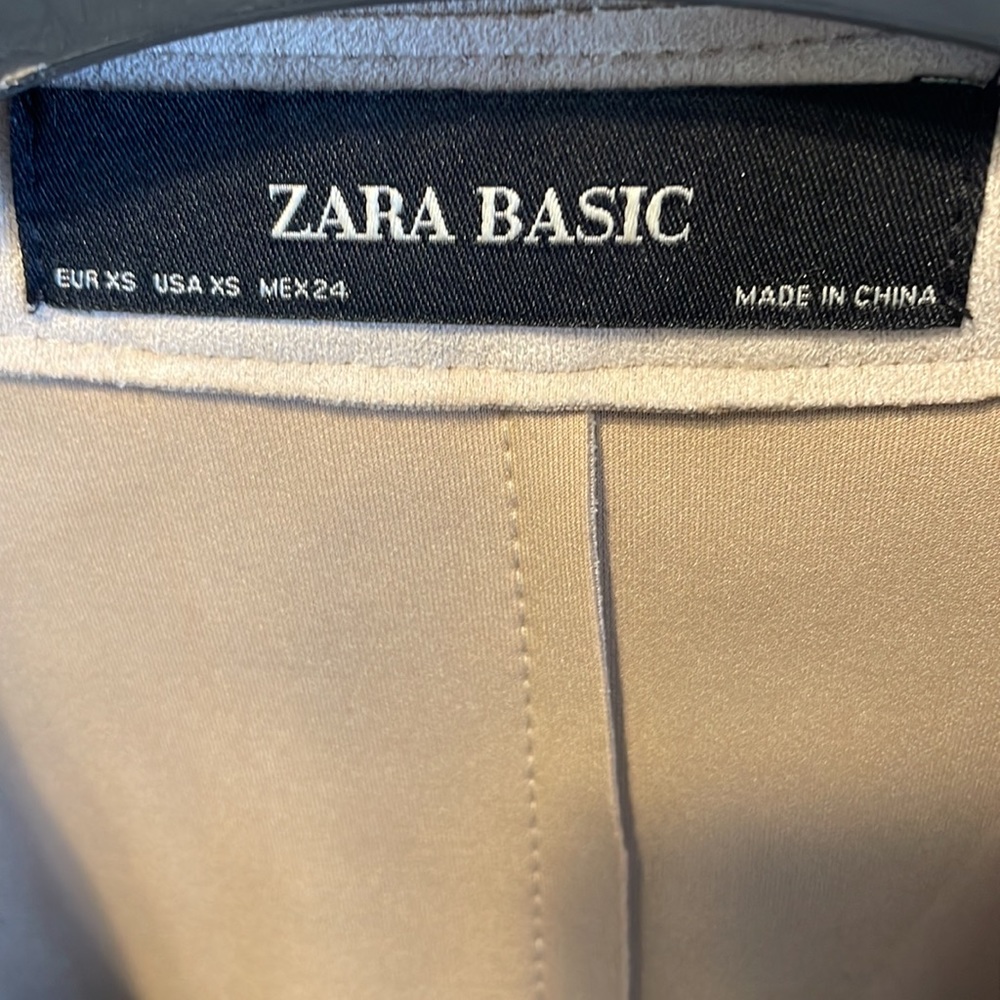 ZARA BASIC
EUR XS USA XS MEX 24 MADE IN CHINA